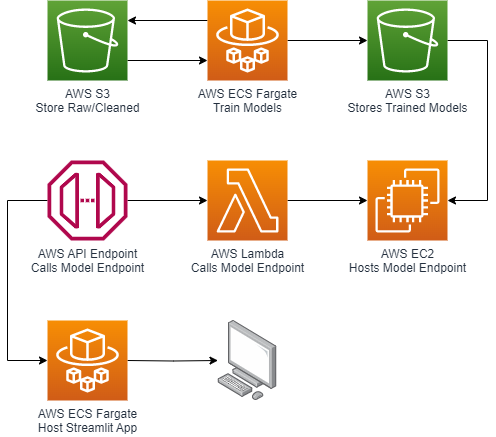 AWS S3
Store Raw/Cleaned
AWS ECS Fargate
Train Models
AWS S3
Stores Trained Models
AWS API Endpoint
Calls Model Endpoint
AWS Lambda
Calls Model Endpoint
AWS EC2
Hosts Model Endpoint
AWS ECS Fargate
Host Streamlit App